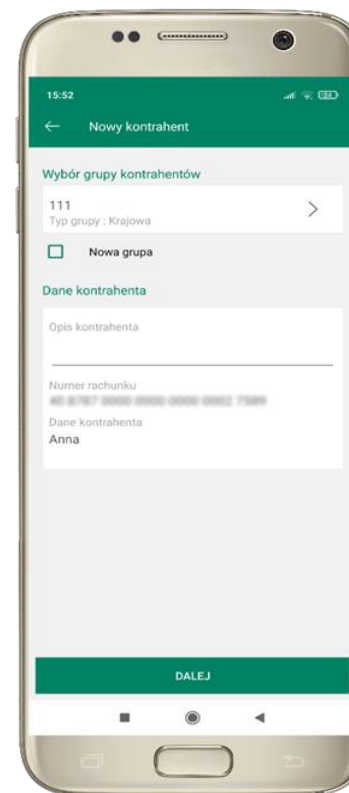 15:52
Nowy kontrahent
Wybór grupy kontrahentów
111
Typ grupy : Krajowa
Nowa grupa
Dane kontrahenta
Opis kontrahenta
Numer rachunku
Dane kontrahenta
Anna
DALEJ